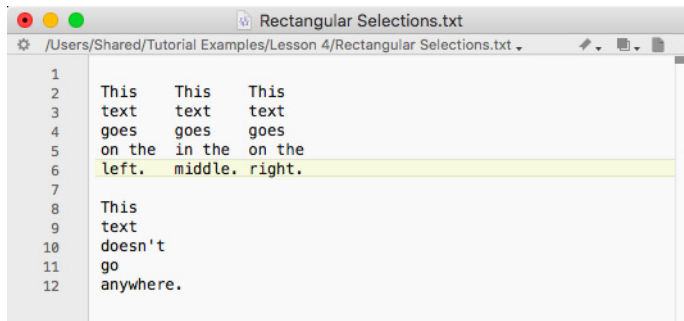 Rectangular Selections.txt
/Users/Shared/Tutorial Examples/Lesson 4/Rectangular Selections.txt
1
2 This This This
3 text text text
4 goes goes goes
5 on the in the on the
6 left. middle. right.
7
8 This
9 text
10 doesn't
11 go
12 anywhere.